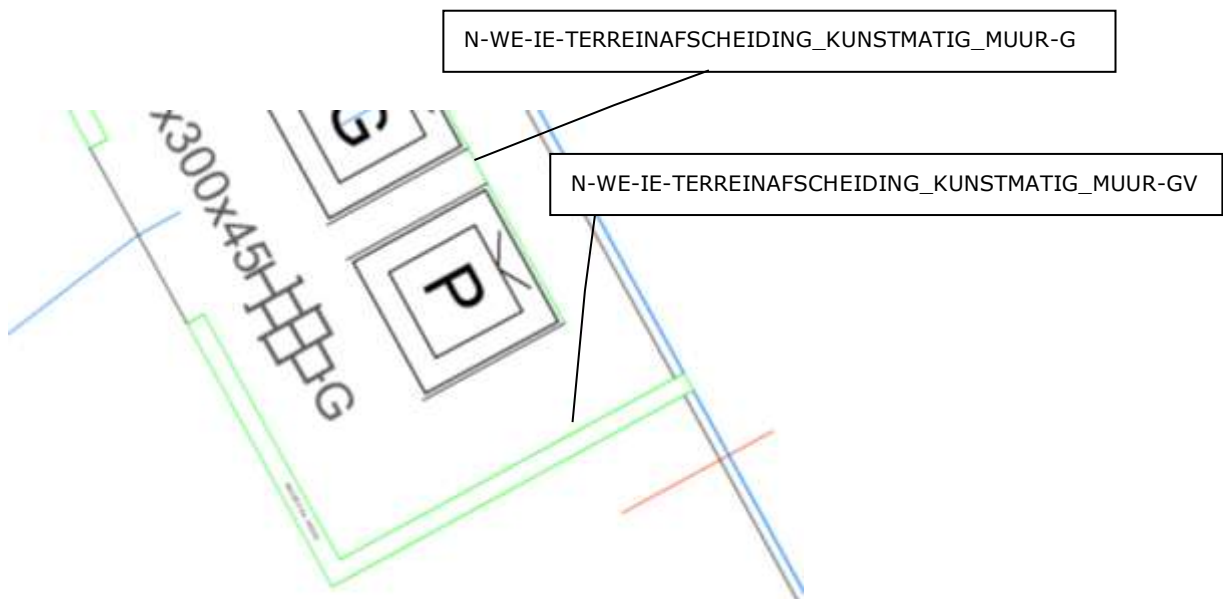 N-WE-IE-TERREINAFSCHEIDING_KUNSTMATIG_MUUR-G
N-WE-IE-TERREINAFSCHEIDING_KUNSTMATIG_MUUR-GV
G
x300x45
P
G